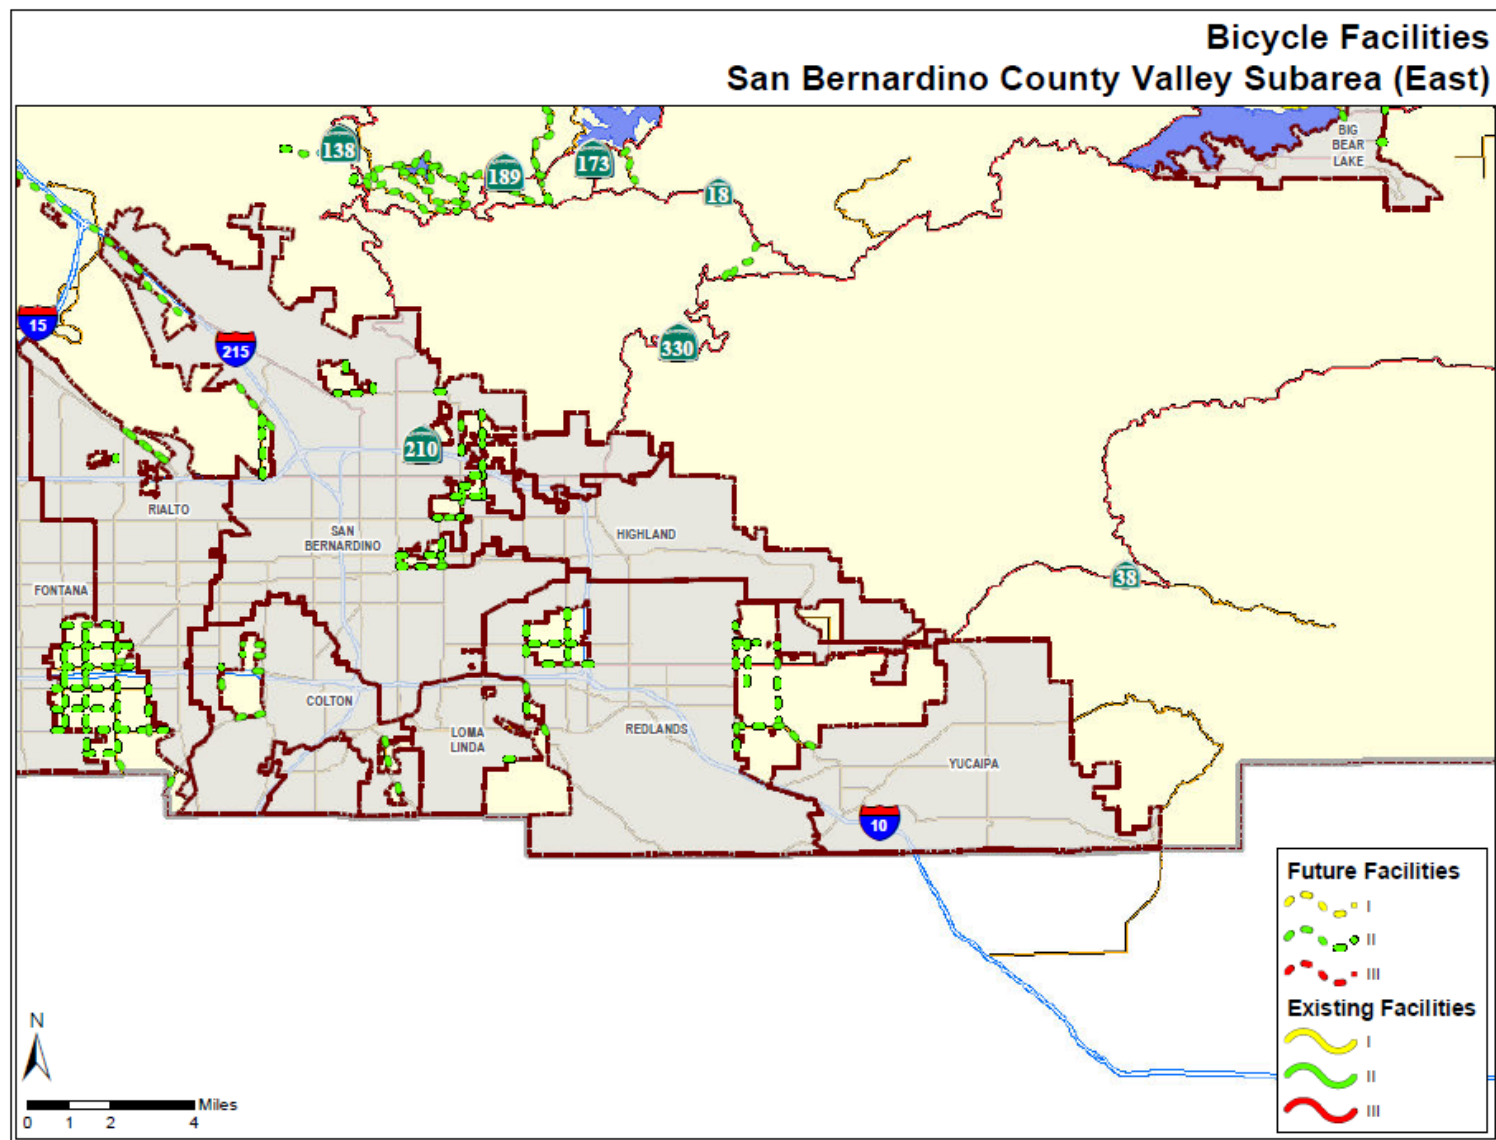 Bicycle Facilities
San Bernardino County Valley Subarea (East)
BIG
BEAR
LAKE
138
189
173
18
15
215
330
210
RIALTO
SAN
BERNARDINO
HIGHLAND
38
FONTANA
COLTON
LOMA
LINDA
REDLANDS
YUCAIPA
10
Future Facilities
I
II
III
Existing Facilities
I
II
III
N
Miles
0 1 2 4